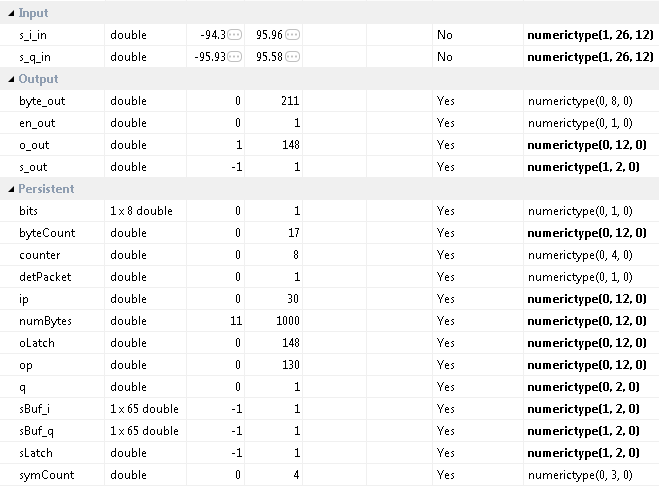 Input
s_i_in double -94.3 95.96 No numerictype(1, 26, 12)
s_q_in double -95.93 95.58 No numerictype(1, 26, 12)
Output
byte_out double 0 211 Yes numerictype(0, 8, 0)
en_out double 0 1 Yes numerictype(0, 1, 0)
o_out double 1 148 Yes numerictype(0, 12, 0)
s_out double -1 1 Yes numerictype(1, 2, 0)
Persistent
bits 1 x 8 double 0 1 Yes numerictype(0, 1, 0)
byteCount double 0 17 Yes numerictype(0, 12, 0)
counter double 0 8 Yes numerictype(0, 4, 0)
detPacket double 0 1 Yes numerictype(0, 1, 0)
ip double 0 30 Yes numerictype(0, 12, 0)
numBytes double 11 1000 Yes numerictype(0, 12, 0)
oLatch double 0 148 Yes numerictype(0, 12, 0)
op double 0 130 Yes numerictype(0, 12, 0)
q double 0 1 Yes numerictype(0, 2, 0)
sBuf_i 1 x 65 double -1 1 Yes numerictype(1, 2, 0)
sBuf_q 1 x 65 double -1 1 Yes numerictype(1, 2, 0)
sLatch double -1 1 Yes numerictype(1, 2, 0)
symCount double 0 4 Yes numerictype(0, 3, 0)